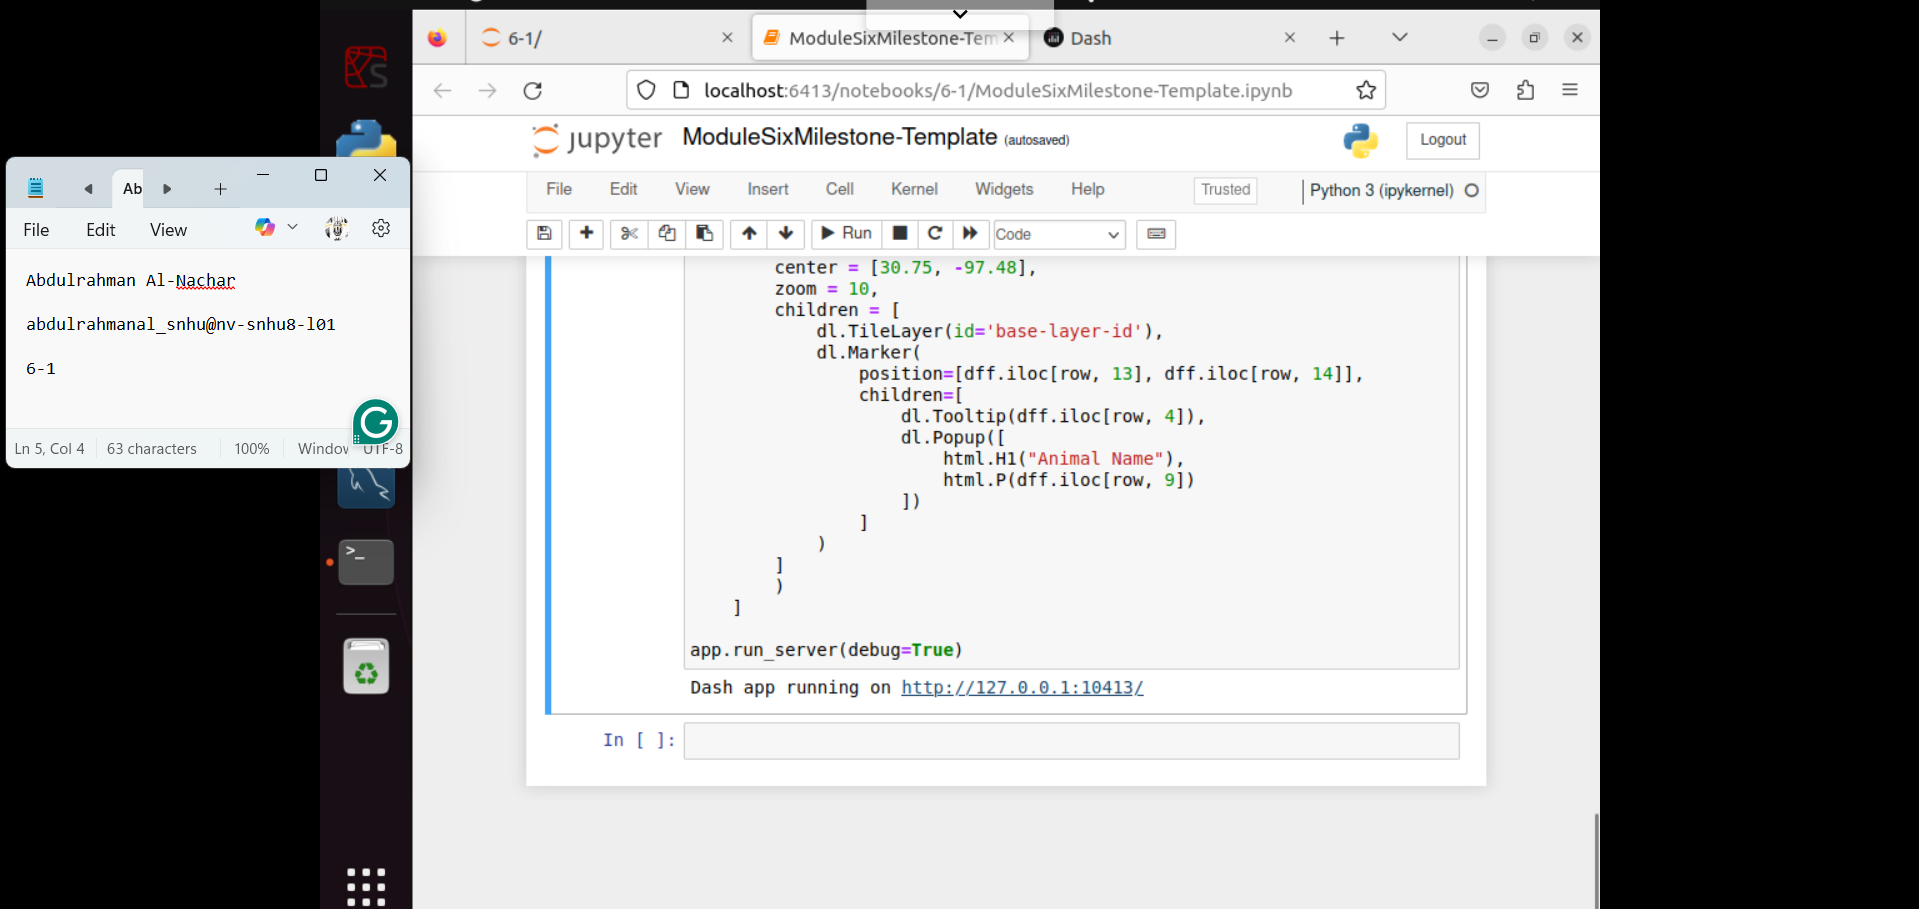 6-1/
ModuleSixMilestone-Tem
Dash
localhost:6413/notebooks/6-1/ModuleSixMilestone-Template.ipynb
jupyter
ModuleSixMilestone-Template (autosaved)
Logout
File Edit View Insert Cell Kernel Widgets Help
Trusted
Python 3 (ipykernel)
Run
Code
Ab
File Edit View
Abdulrahman Al-Nachar
abdulrahmanal_snhu@nv-snhu8-l01
6-1
Ln 5, Col 4
63 characters
100%
Window
UTF-8
center = [30.75, -97.48],
zoom = 10,
children = [
dl.TileLayer(id='base-layer-id'),
dl.Marker(
position=[dff.iloc[row, 13], dff.iloc[row, 14]],
children=[
dl.Tooltip(dff.iloc[row, 4]),
dl.Popup([
html.H1("Animal Name"),
html.P(dff.iloc[row, 9])
])
]
)
]
)
]
app.run_server(debug=True)
Dash app running on http://127.0.0.1:10413/
In [ ]: